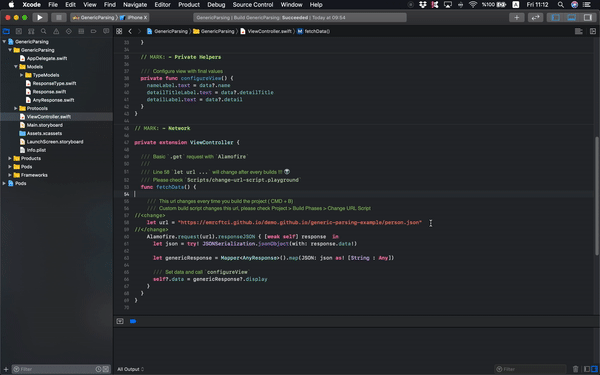 Xcode File Edit View Find Navigate Editor Product Debug Source Control Window Help
%100 Fri 11:12
GenericParsing iPhone X
GenericParsing | Build GenericParsing: Succeeded | Today at 09:54
GenericParsing
GenericParsing
AppDelegate.swift
Models
TypeModels
ResponseType.swift
Response.swift
AnyResponse.swift
Protocols
ViewController.swift
Main.storyboard
Assets.xcassets
LaunchScreen.storyboard
Info.plist
Products
Pods
Frameworks
Pods
GenericParsing GenericParsing ViewController.swift fetchData()
}
// MARK: - Private Helpers
/// Configure view with final values
private func configureView() {
nameLabel.text = data?.name
detailTitleLabel.text = data?.detailTitle
detailLabel.text = data?.detail
}
}
// MARK: - Network
private extension ViewController {
/// Basic `.get` request with `Alamofire`
///
/// Line 58 `let url ...` will change after every builds !!!
/// Please check `Scripts/change-url-script.playground`
func fetchData() {
/// This url changes every time you build the project ( CMD + B)
/// Custom build script changes this url, please check Project > Build Phases > Change URL Script
//<change>
let url = "https://emrcftci.github.io/demo.github.io/generic-parsing-example/person.json"
//</change>
Alamofire.request(url).responseJSON { [weak self] response in
let json = try! JSONSerialization.jsonObject(with: response.data!)
let genericResponse = Mapper<AnyResponse>().map(JSON: json as! [String : Any])
/// Set data and call `configureView`
self?.data = genericResponse?.display
}
}
}
Filter
All Output
Filter